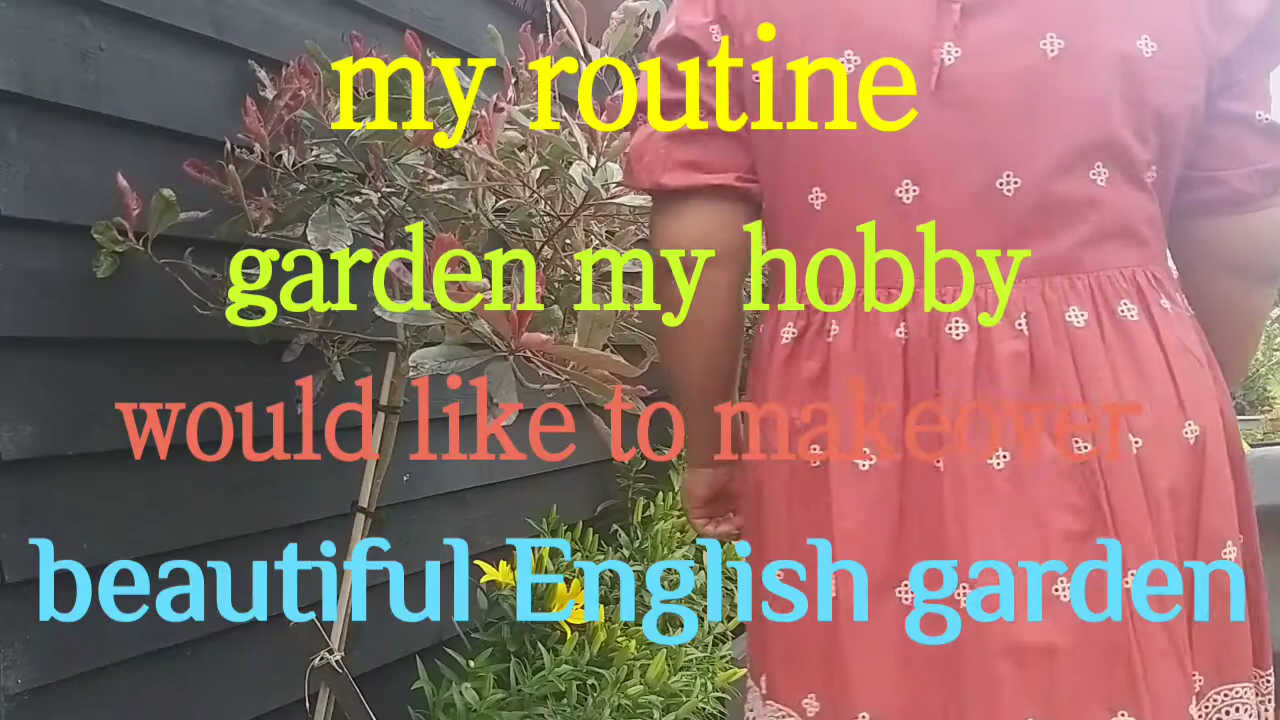 my routine
garden my hobby
would like to makeover
beautiful English garden